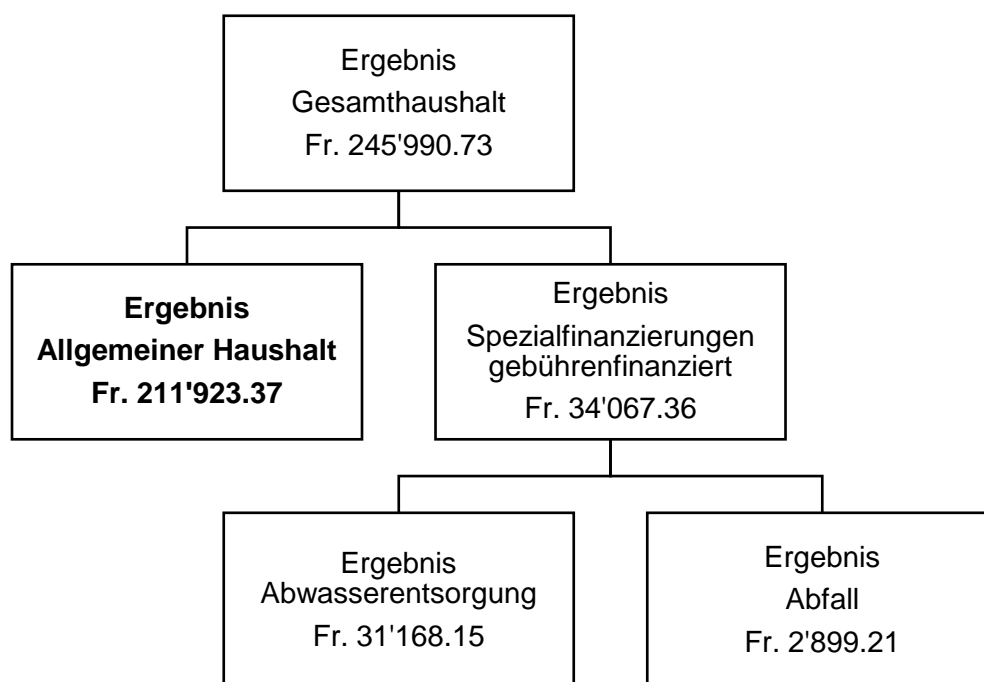 Ergebnis
Gesamthaushalt
Fr. 245'990.73
Ergebnis
Allgemeiner Haushalt
Fr. 211'923.37
Ergebnis
Spezialfinanzierungen
gebührenfinanziert
Fr. 34'067.36
Ergebnis
Abwasserentsorgung
Fr. 31'168.15
Ergebnis
Abfall
Fr. 2'899.21